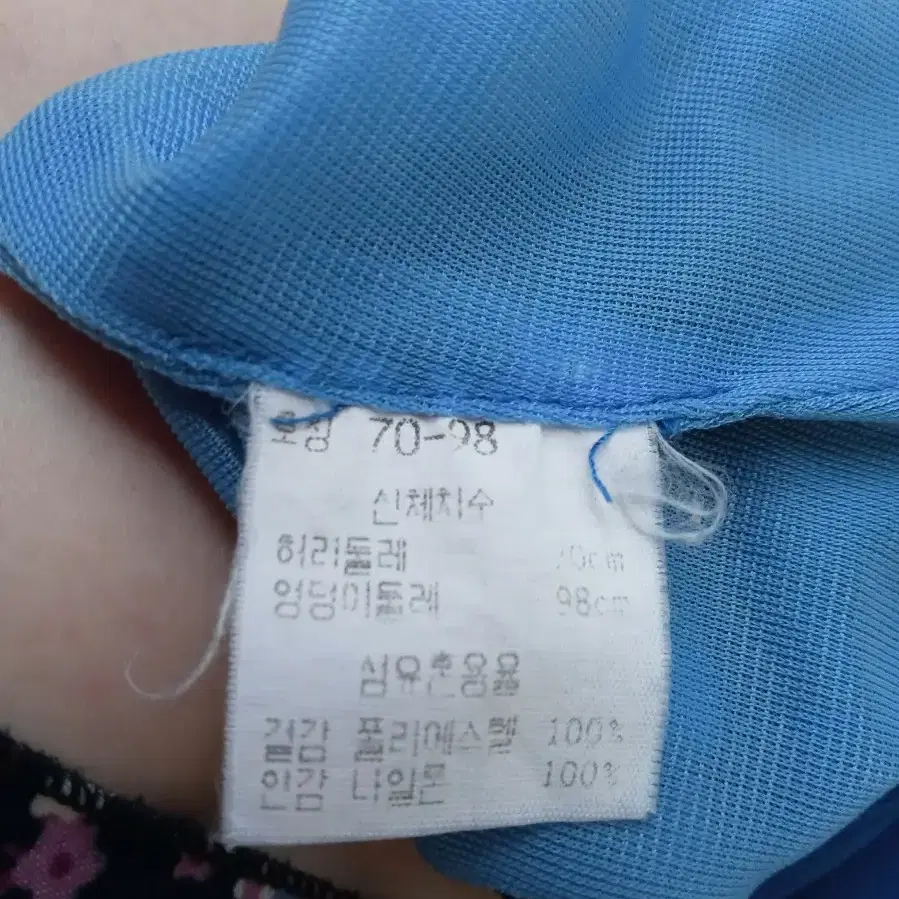 호칭 70-98
신체치수
허리둘레 70cm
엉덩이둘레 98cm
섬유혼용율
겉감 폴리에스텔 100%
안감 나일론 100%